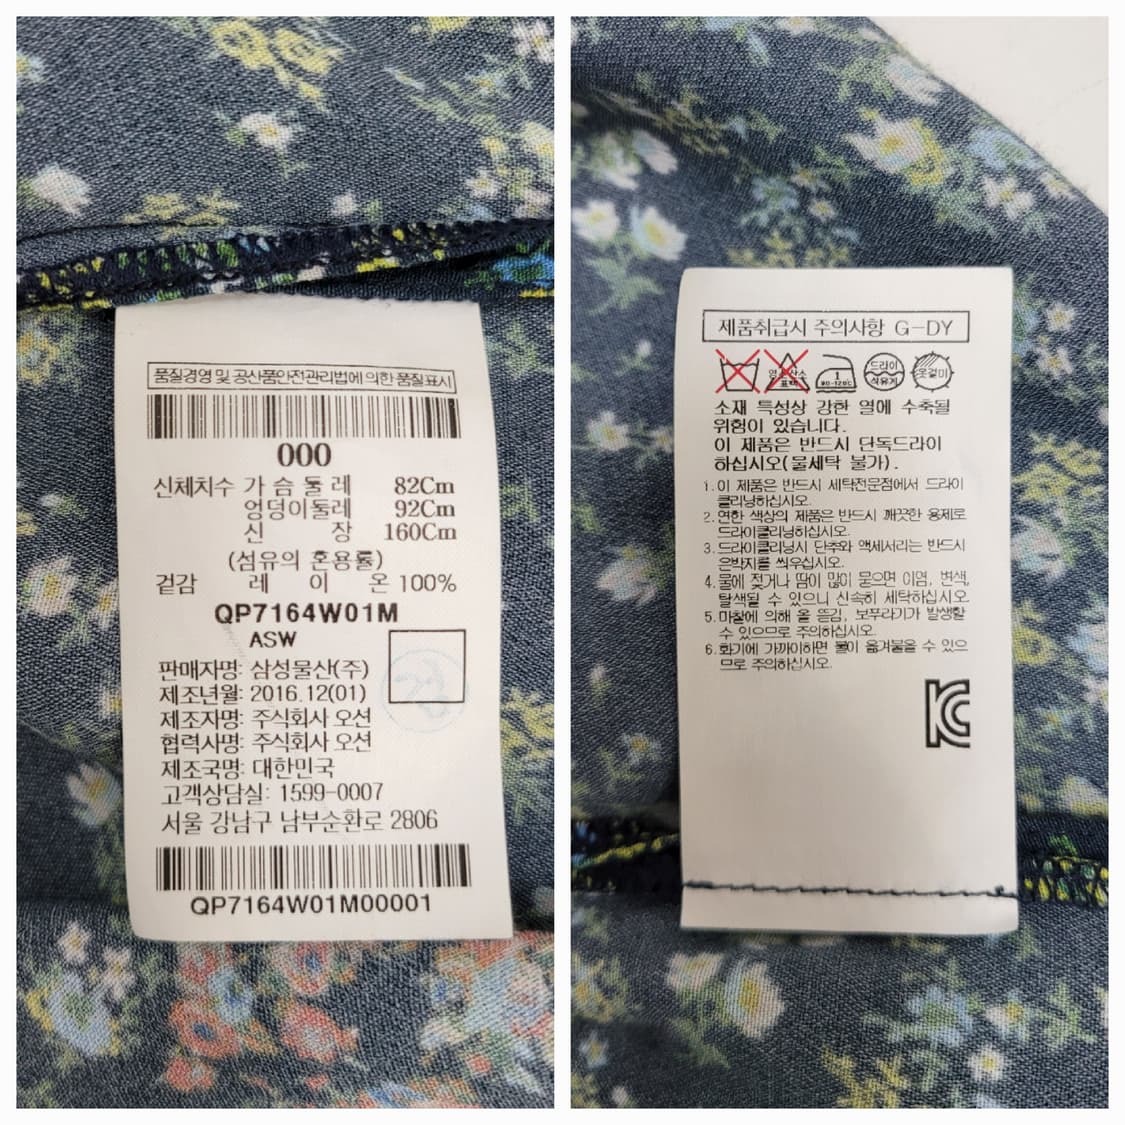 품질경영 및 공산품안전관리법에 의한 품질표시
000
신체치수 가 슴 둘 레 82Cm
엉덩이둘레 92Cm
신 장 160Cm
(섬유의 혼용률)
겉감 레 이 온 100%
QP7164W01M
ASW
판매자명: 삼성물산(주)
제조년월: 2016.12(01)
제조자명: 주식회사 오션
협력사명: 주식회사 오션
제조국명: 대한민국
고객상담실: 1599-0007
서울 강남구 남부순환로 2806
QP7164W01M00001
제품취급시 주의사항 G-DY
드라이
석유계
옷걸이
1
80-120C
표백
소재 특성상 강한 열에 수축될
위험이 있습니다.
이 제품은 반드시 단독드라이
하십시오(물세탁 불가).
1. 이 제품은 반드시 세탁전문점에서 드라이
클리닝하십시오.
2. 연한 색상의 제품은 반드시 깨끗한 용제로
드라이클리닝하십시오.
3. 드라이클리닝시 단추와 액세서리는 반드시
은박지를 씌우십시오.
4. 물에 젖거나 땀이 많이 묻으면 이염, 변색,
탈색될 수 있으니 신속히 세탁하십시오.
5. 마찰에 의해 올 뜯김, 보푸라기가 발생할
수 있으므로 주의하십시오.
6. 화기에 가까이하면 불이 옮겨붙을 수 있으
므로 주의하십시오.
KC